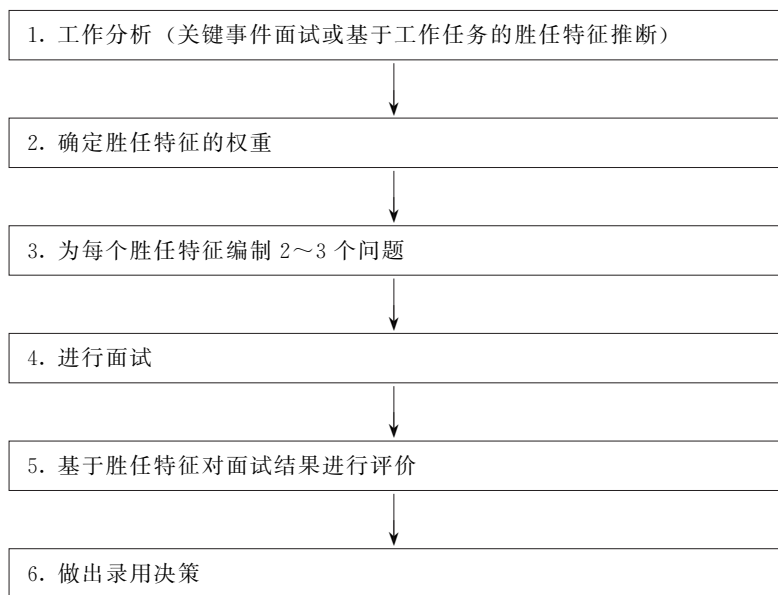 1. 工作分析（关键事件面试或基于工作任务的胜任特征推断）
2. 确定胜任特征的权重
3. 为每个胜任特征编制 2～3 个问题
4. 进行面试
5. 基于胜任特征对面试结果进行评价
6. 做出录用决策